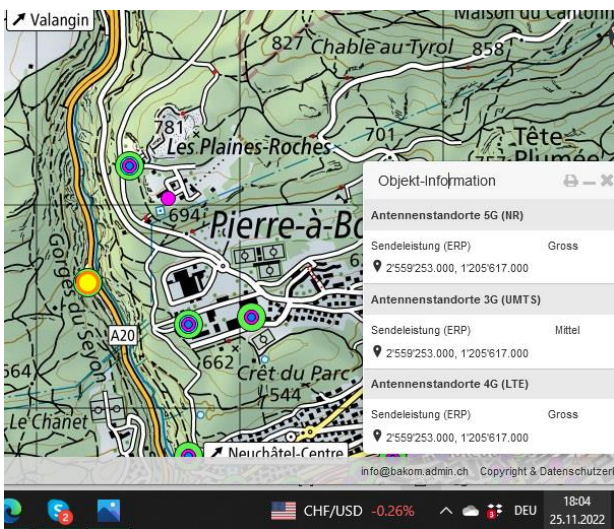 Valangin
Maison du Cantonn
827
Chable au Tyrol
858
781
Les Plaines-Roches
701
Tête
Plumée
694
Pierre-à-Bo
Gorges du Seyon
A20
662
Crêt du Parc
544
564
Le Chanet
Neuchâtel-Centre
Objekt-Information
Antennenstandorte 5G (NR)
Sendeleistung (ERP) Gross
2'559'253.000, 1'205'617.000
Antennenstandorte 3G (UMTS)
Sendeleistung (ERP) Mittel
2'559'253.000, 1'205'617.000
Antennenstandorte 4G (LTE)
Sendeleistung (ERP) Gross
2'559'253.000, 1'205'617.000
info@bakom.admin.ch Copyright & Datenschutzerl
2
CHF/USD -0.26% DEU 18:04
25.11.2022